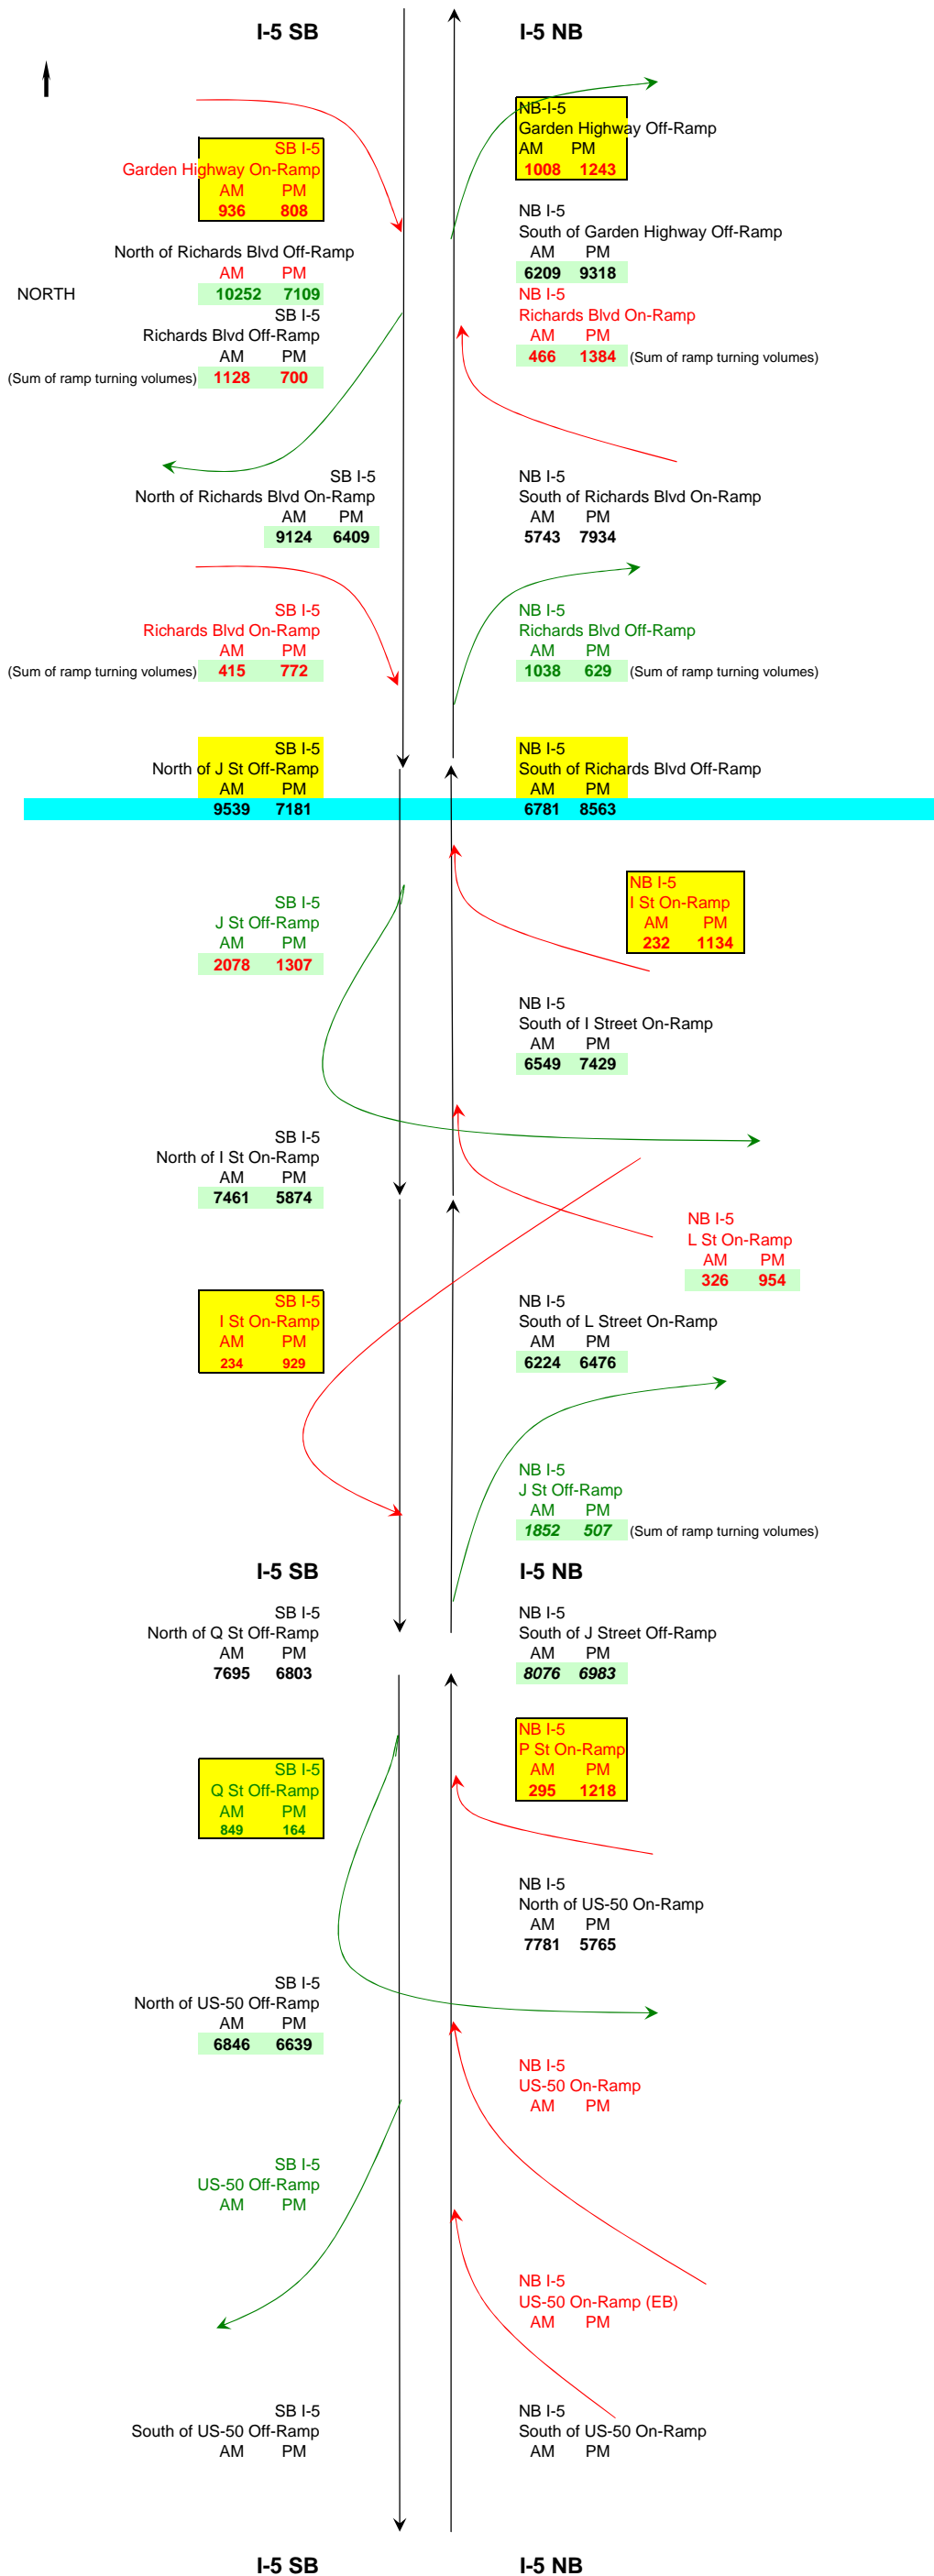 I-5 SB
I-5 NB
NB-I-5
Garden Highway Off-Ramp
AM PM
1008 1243
SB I-5
Garden Highway On-Ramp
AM PM
936 808
NB I-5
South of Garden Highway Off-Ramp
AM PM
6209 9318
North of Richards Blvd Off-Ramp
AM PM
10252 7109
NORTH
NB I-5
Richards Blvd On-Ramp
AM PM
466 1384 (Sum of ramp turning volumes)
SB I-5
Richards Blvd Off-Ramp
AM PM
(Sum of ramp turning volumes) 1128 700
SB I-5
North of Richards Blvd On-Ramp
AM PM
9124 6409
NB I-5
South of Richards Blvd On-Ramp
AM PM
5743 7934
SB I-5
Richards Blvd On-Ramp
AM PM
(Sum of ramp turning volumes) 415 772
NB I-5
Richards Blvd Off-Ramp
AM PM
1038 629 (Sum of ramp turning volumes)
SB I-5
North of J St Off-Ramp
AM PM
9539 7181
NB I-5
South of Richards Blvd Off-Ramp
AM PM
6781 8563
NB I-5
I St On-Ramp
AM PM
232 1134
SB I-5
J St Off-Ramp
AM PM
2078 1307
NB I-5
South of I Street On-Ramp
AM PM
6549 7429
SB I-5
North of I St On-Ramp
AM PM
7461 5874
NB I-5
L St On-Ramp
AM PM
326 954
SB I-5
I St On-Ramp
AM PM
234 929
NB I-5
South of L Street On-Ramp
AM PM
6224 6476
NB I-5
J St Off-Ramp
AM PM
1852 507 (Sum of ramp turning volumes)
I-5 SB
I-5 NB
SB I-5
North of Q St Off-Ramp
AM PM
7695 6803
NB I-5
South of J Street Off-Ramp
AM PM
8076 6983
NB I-5
P St On-Ramp
AM PM
295 1218
SB I-5
Q St Off-Ramp
AM PM
849 164
NB I-5
North of US-50 On-Ramp
AM PM
7781 5765
SB I-5
North of US-50 Off-Ramp
AM PM
6846 6639
NB I-5
US-50 On-Ramp
AM PM
SB I-5
US-50 Off-Ramp
AM PM
NB I-5
US-50 On-Ramp (EB)
AM PM
SB I-5
South of US-50 Off-Ramp
AM PM
NB I-5
South of US-50 On-Ramp
AM PM
I-5 SB
I-5 NB